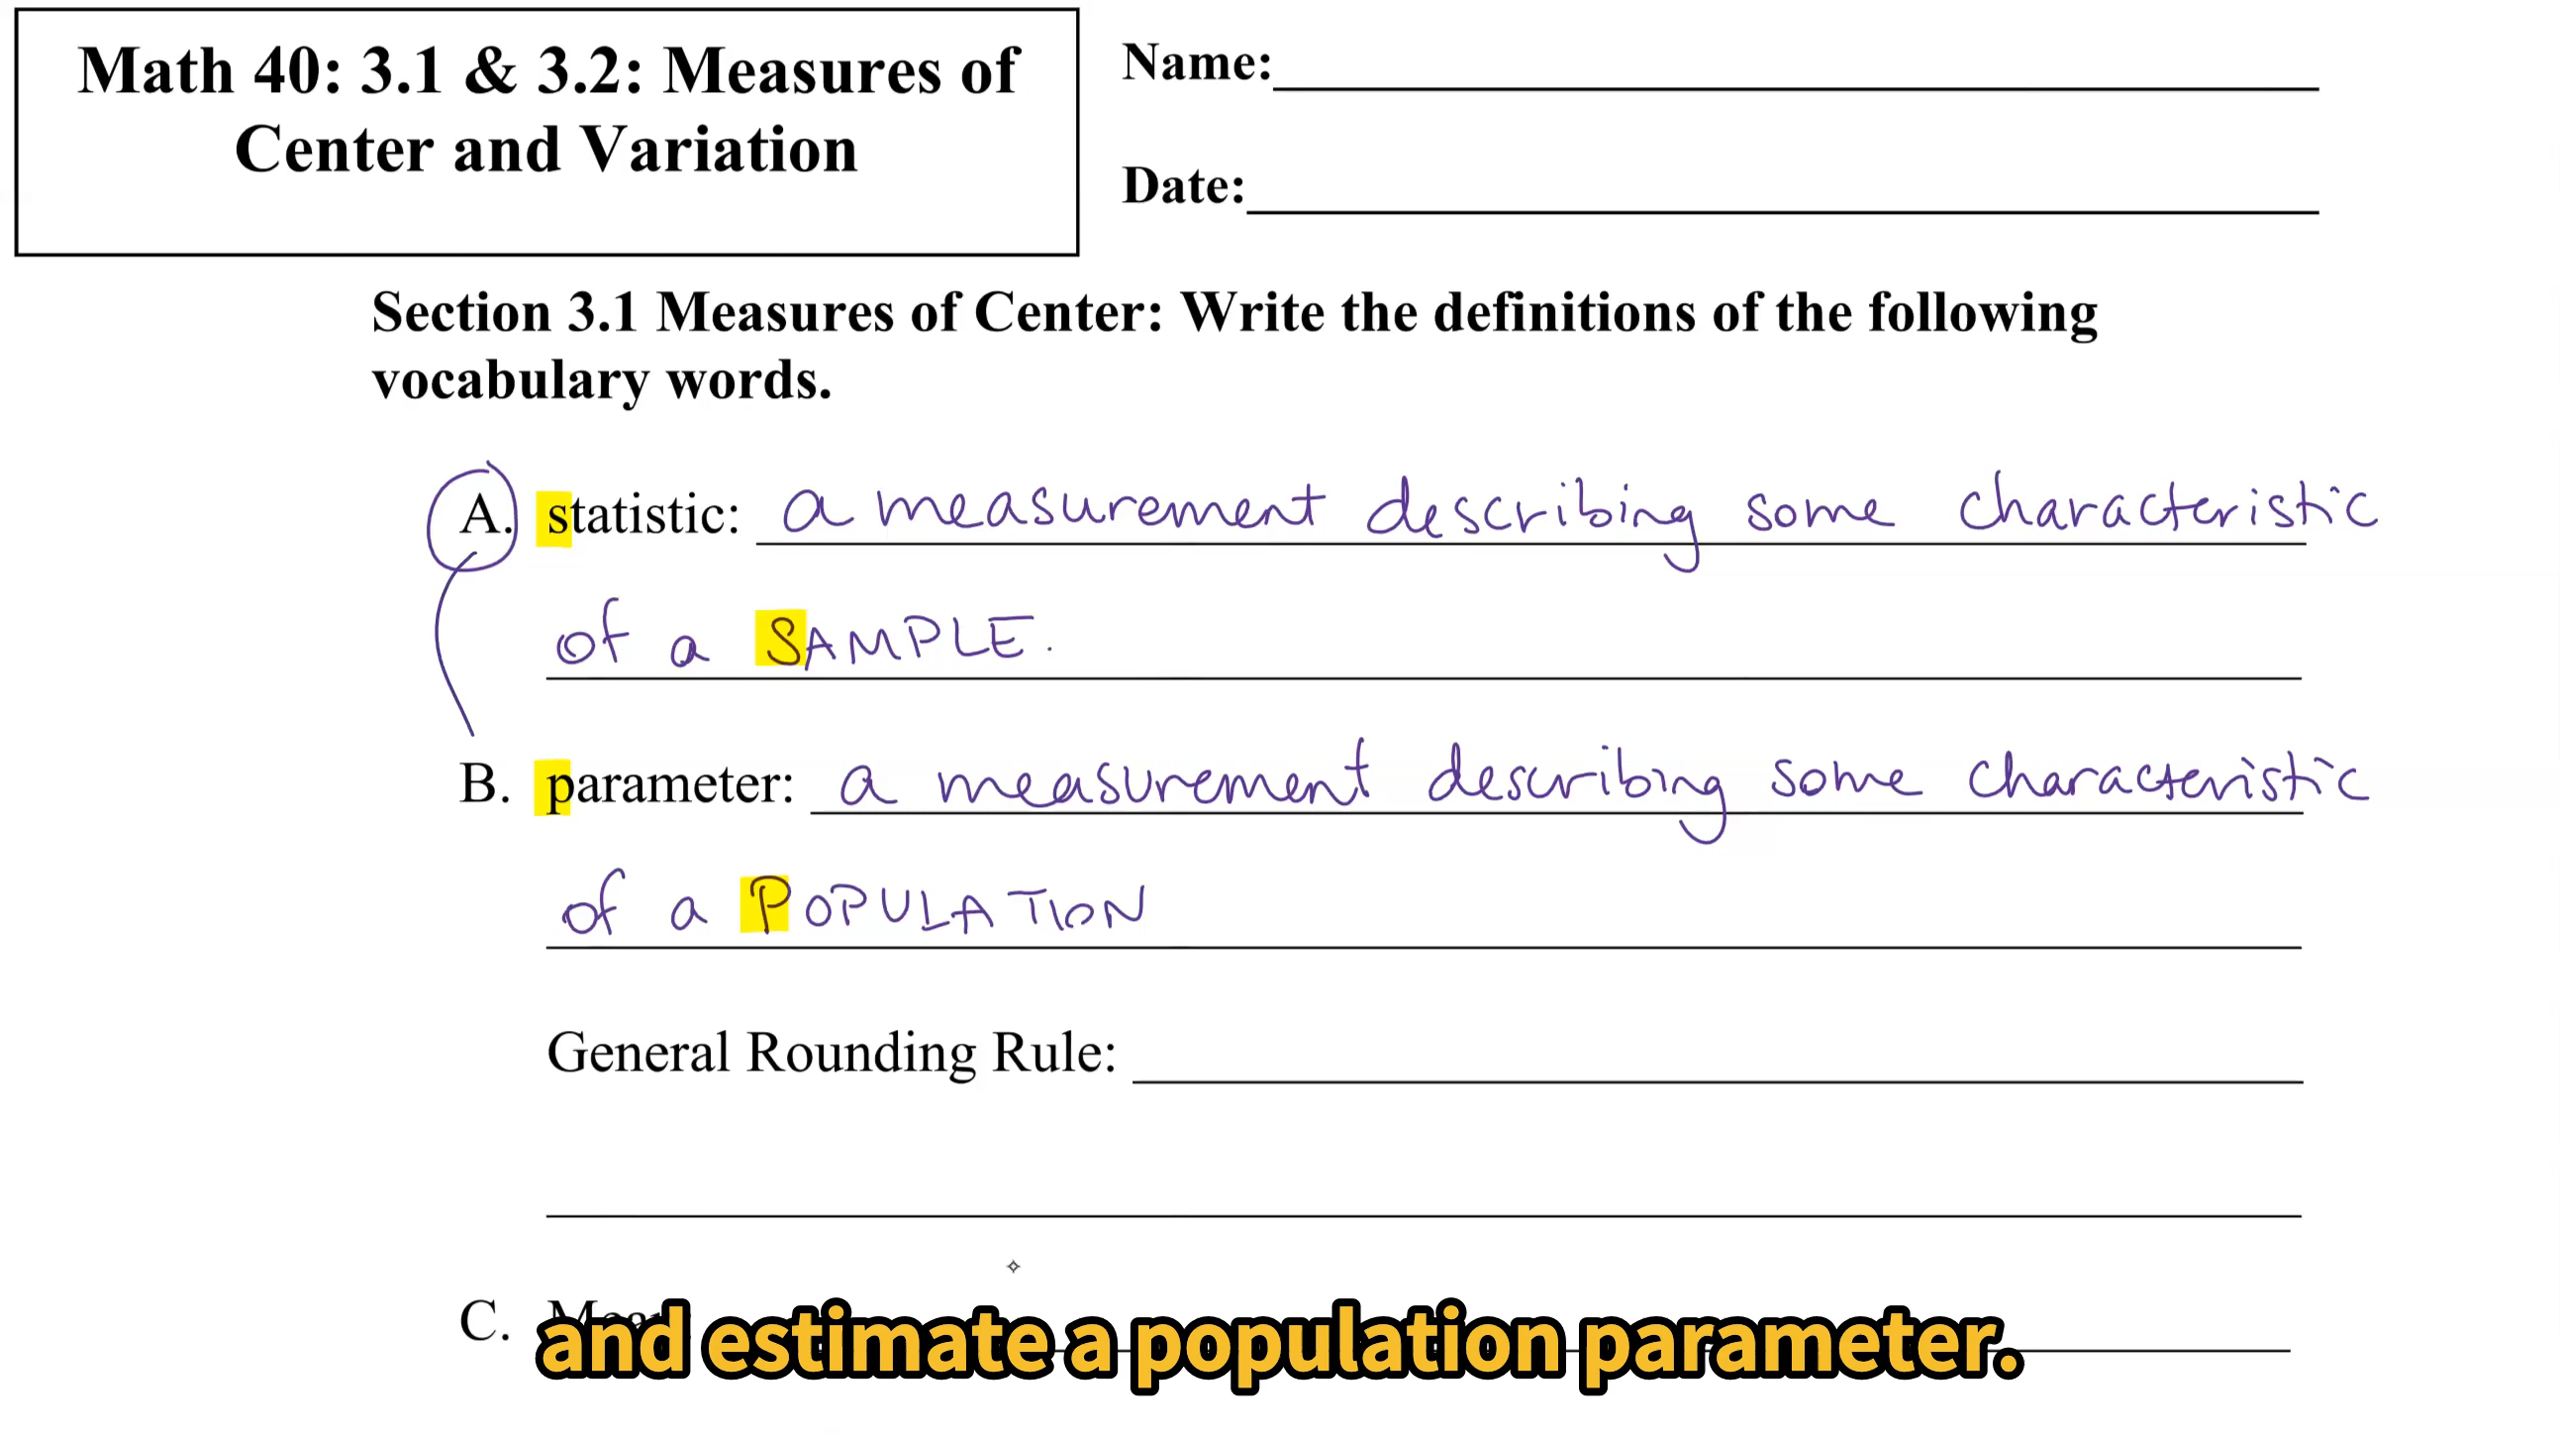 Math 40: 3.1 & 3.2: Measures of
Center and Variation
Name:
Date:
Section 3.1 Measures of Center: Write the definitions of the following
vocabulary words.
A. statistic: a measurement describing some characteristic
of a SAMPLE.
B. parameter: a measurement describing some characteristic
of a POPULATION
General Rounding Rule:
C.
and estimate a population parameter.